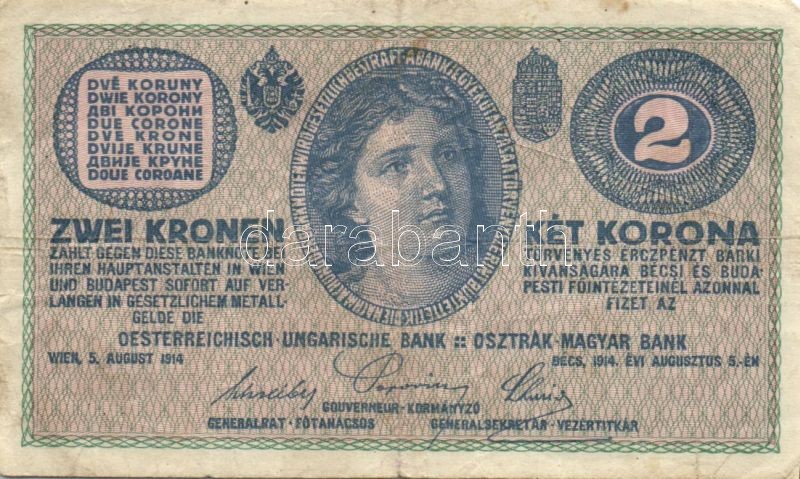 DVĚ KORUNY
DWIE KORONY
ДВІ КОРОНИ
DUE CORONE
DVE KRONE
DVIJE KRUNE
ДВИЈЕ КРУНЕ
DOUE COROANE
2
ZWEI KRONEN
ZAHLT GEGEN DIESE BANKNOTE BEI
IHREN HAUPTANSTALTEN IN WIEN
UND BUDAPEST SOFORT AUF VER-
LANGEN IN GESETZLICHEM METALL-
GELDE DIE
KÉT KORONA
TÖRVÉNYES ÉRCZPÉNZT BÁRKI
KIVÁNSÁGÁRA BÉCSI ÉS BUDA-
PESTI FŐINTÉZETEINÉL AZONNAL
FIZET AZ
darabanth
OESTERREICHISCH-UNGARISCHE BANK :: OSZTRÁK-MAGYAR BANK
WIEN, 5. AUGUST 1914
BÉCS, 1914. ÉVI AUGUSZTUS 5.-ÉN
GOUVERNEUR-KORMÁNYZÓ
GENERALRAT-FŐTANÁCSOS
GENERALSEKRETÄR-VEZÉRTITKÁR